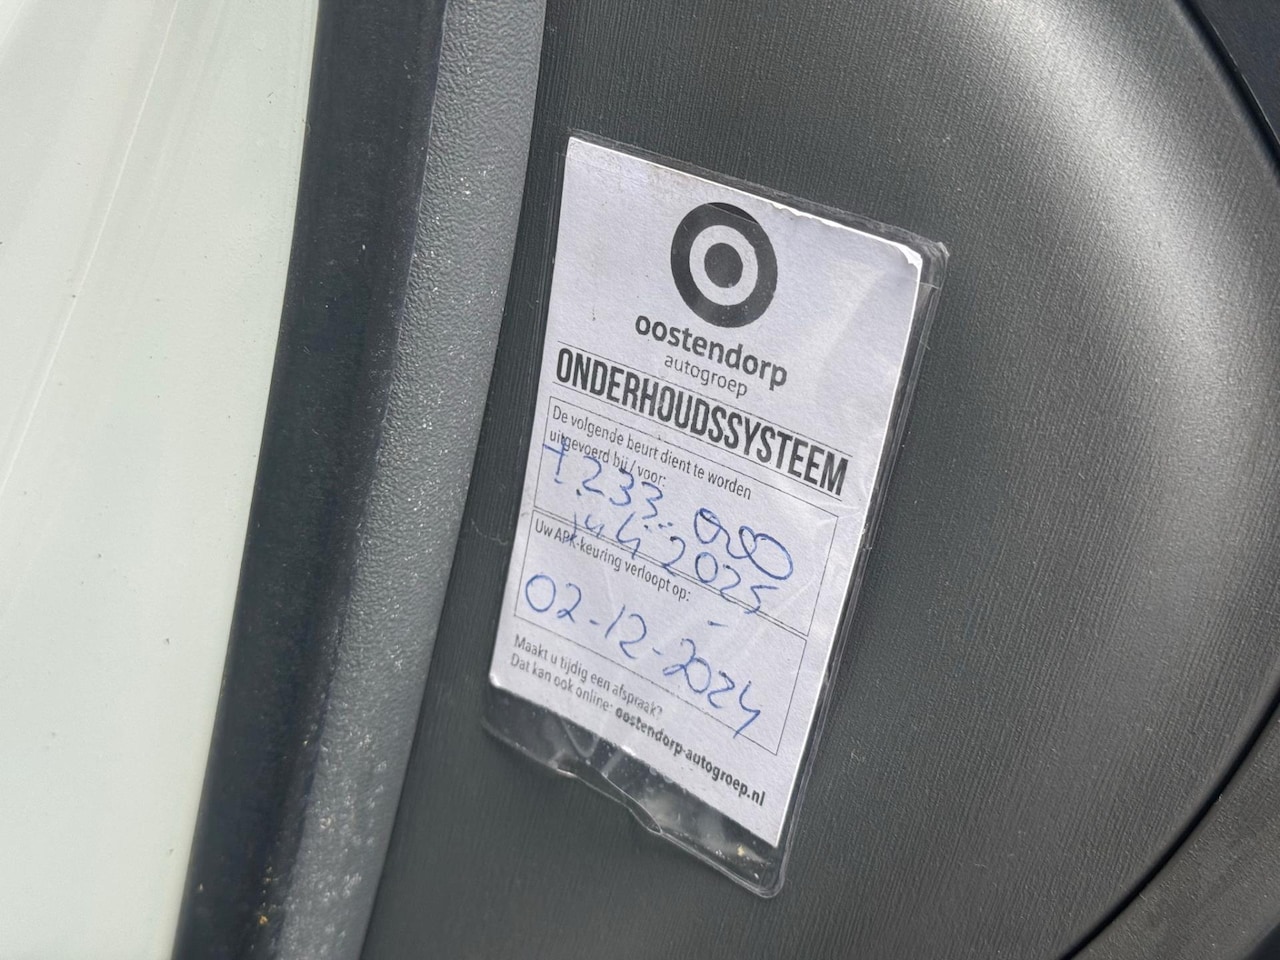 oostendorp
autogroep
ONDERHOUDSSYSTEEM
De volgende beurt dient te worden
uitgevoerd bij / voor:
± 233.000
juli 2025
Uw APK-keuring verloopt op:
02-12-2024
Maakt u tijdig een afspraak?
Dat kan ook online: oostendorp-autogroep.nl